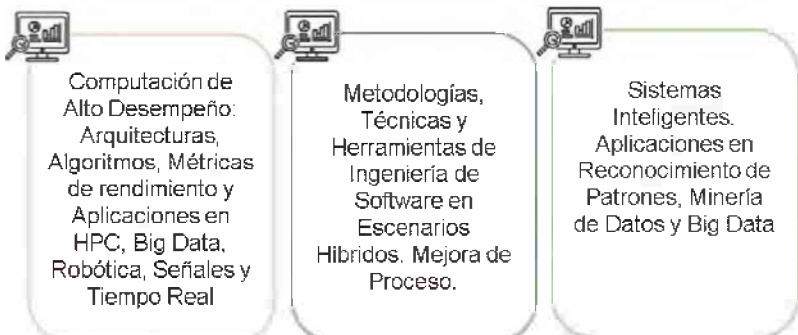 Computación de
Alto Desempeño:
Arquitecturas,
Algoritmos, Métricas
de rendimiento y
Aplicaciones en
HPC, Big Data,
Robótica, Señales y
Tiempo Real
Metodologías,
Técnicas y
Herramientas de
Ingeniería de
Software en
Escenarios
Hibridos. Mejora de
Proceso.
Sistemas
Inteligentes.
Aplicaciones en
Reconocimiento de
Patrones, Minería
de Datos y Big Data